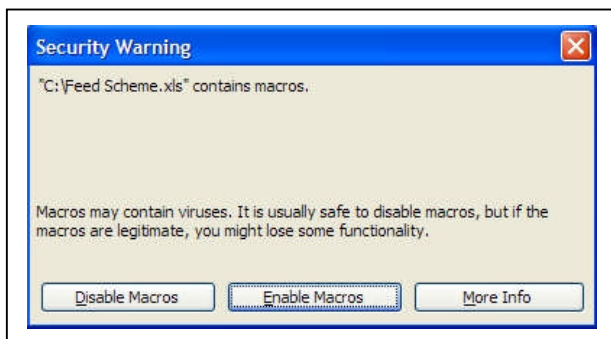 Security Warning
"C:\Feed Scheme.xls" contains macros.
Macros may contain viruses. It is usually safe to disable macros, but if the
macros are legitimate, you might lose some functionality.
Disable Macros
Enable Macros
More Info